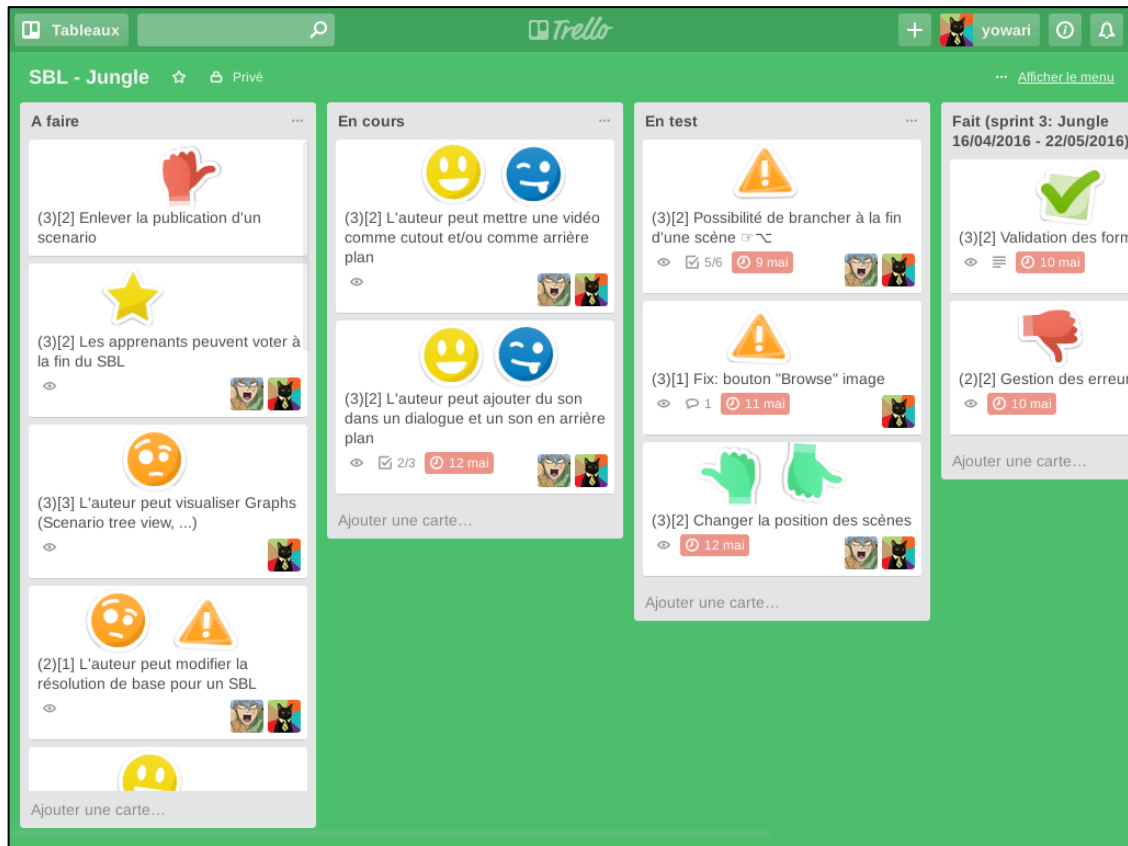 Tableaux
Trello
yowari
SBL - Jungle
Privé
Afficher le menu
A faire
(3)[2] Enlever la publication d'un
scenario
(3)[2] Les apprenants peuvent voter à
la fin du SBL
(3)[3] L'auteur peut visualiser Graphs
(Scenario tree view, ...)
(2)[1] L'auteur peut modifier la
résolution de base pour un SBL
Ajouter une carte…
En cours
(3)[2] L'auteur peut mettre une vidéo
comme cutout et/ou comme arrière
plan
(3)[2] L'auteur peut ajouter du son
dans un dialogue et un son en arrière
plan
2/3 12 mai
Ajouter une carte…
En test
(3)[2] Possibilité de brancher à la fin
d'une scène ☞⌥
5/6 9 mai
(3)[1] Fix: bouton "Browse" image
1 11 mai
(3)[2] Changer la position des scènes
12 mai
Ajouter une carte…
Fait (sprint 3: Jungle
16/04/2016 - 22/05/2016)
(3)[2] Validation des form
10 mai
(2)[2] Gestion des erreu
10 mai
Ajouter une carte…